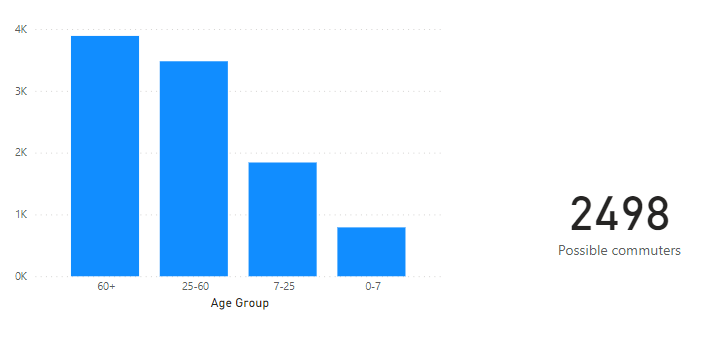 4K
3K
2K
1K
0K
60+ 25-60 7-25 0-7
Age Group
2498
Possible commuters